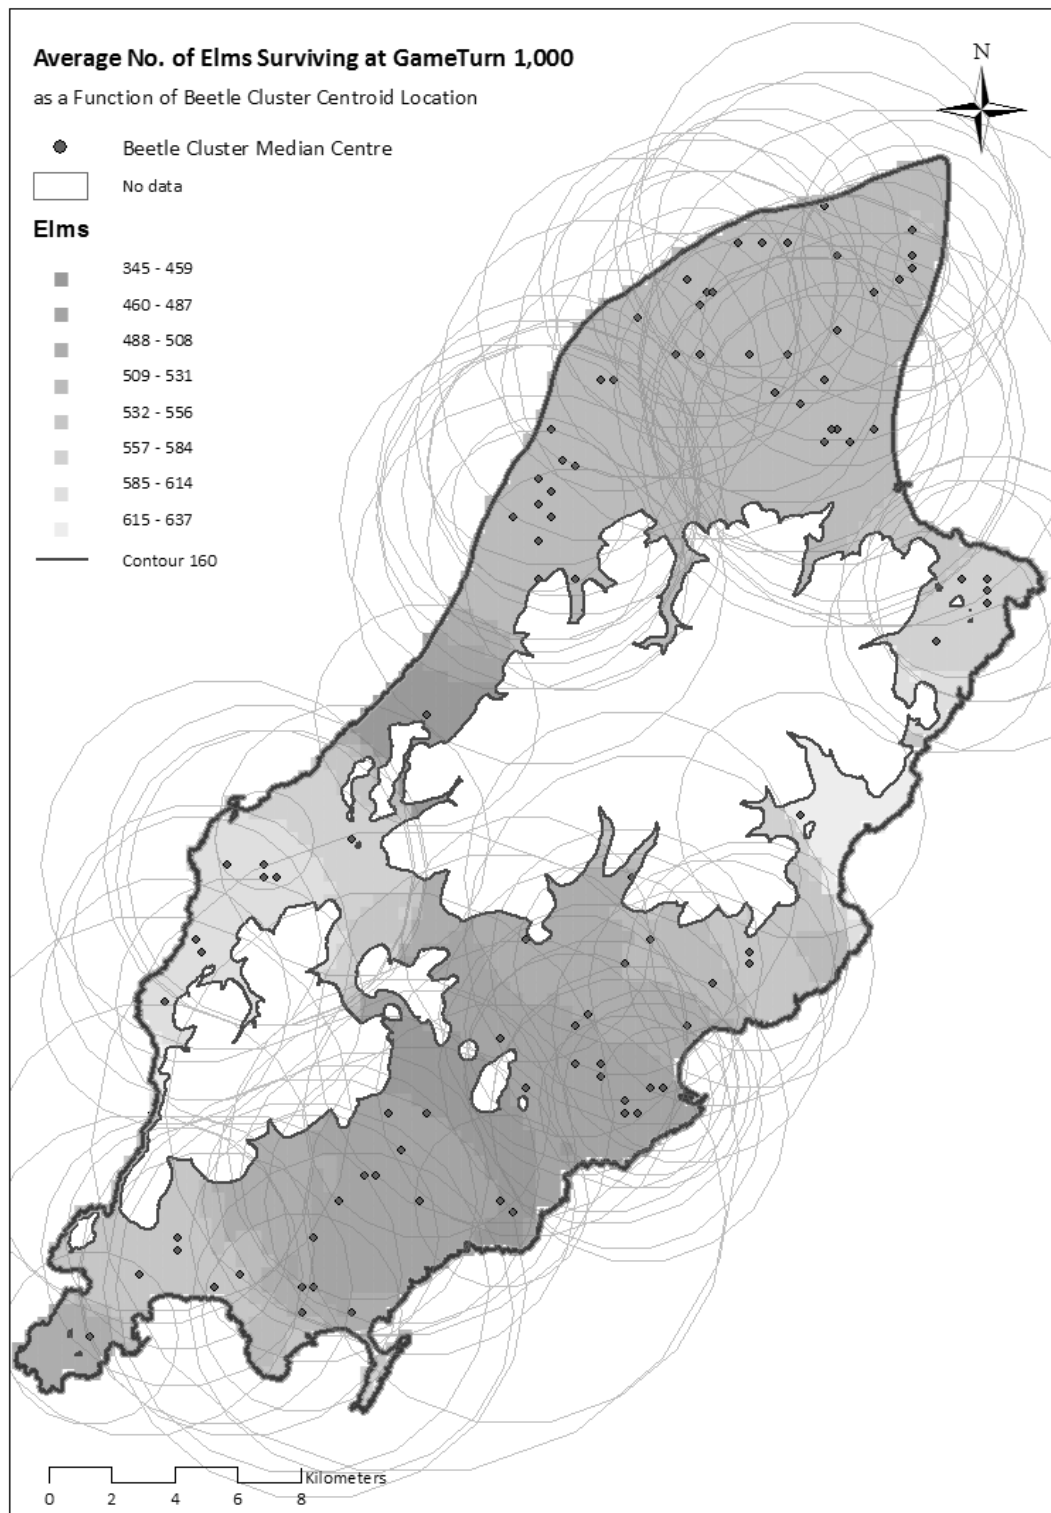 Average No. of Elms Surviving at GameTurn 1,000
N
as a Function of Beetle Cluster Centroid Location
Beetle Cluster Median Centre
No data
Elms
345 - 459
460 - 487
488 - 508
509 - 531
532 - 556
557 - 584
585 - 614
615 - 637
Contour 160
Kilometers
0 2 4 6 8